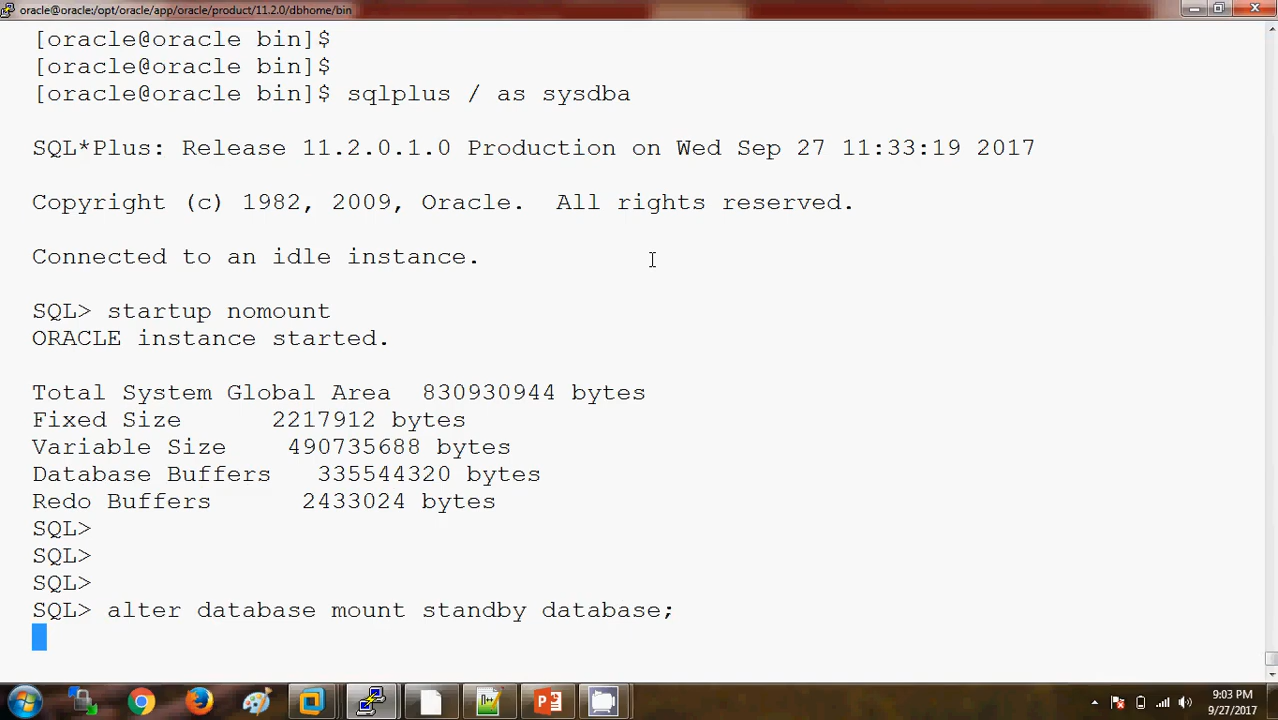 oracle@oracle:/opt/oracle/app/oracle/product/11.2.0/dbhome/bin
[oracle@oracle bin]$
[oracle@oracle bin]$
[oracle@oracle bin]$ sqlplus / as sysdba
SQL*Plus: Release 11.2.0.1.0 Production on Wed Sep 27 11:33:19 2017
Copyright (c) 1982, 2009, Oracle.  All rights reserved.
Connected to an idle instance.
SQL> startup nomount
ORACLE instance started.
Total System Global Area  830930944 bytes
Fixed Size      2217912 bytes
Variable Size    490735688 bytes
Database Buffers   335544320 bytes
Redo Buffers      2433024 bytes
SQL>
SQL>
SQL>
SQL> alter database mount standby database;
9:03 PM
9/27/2017